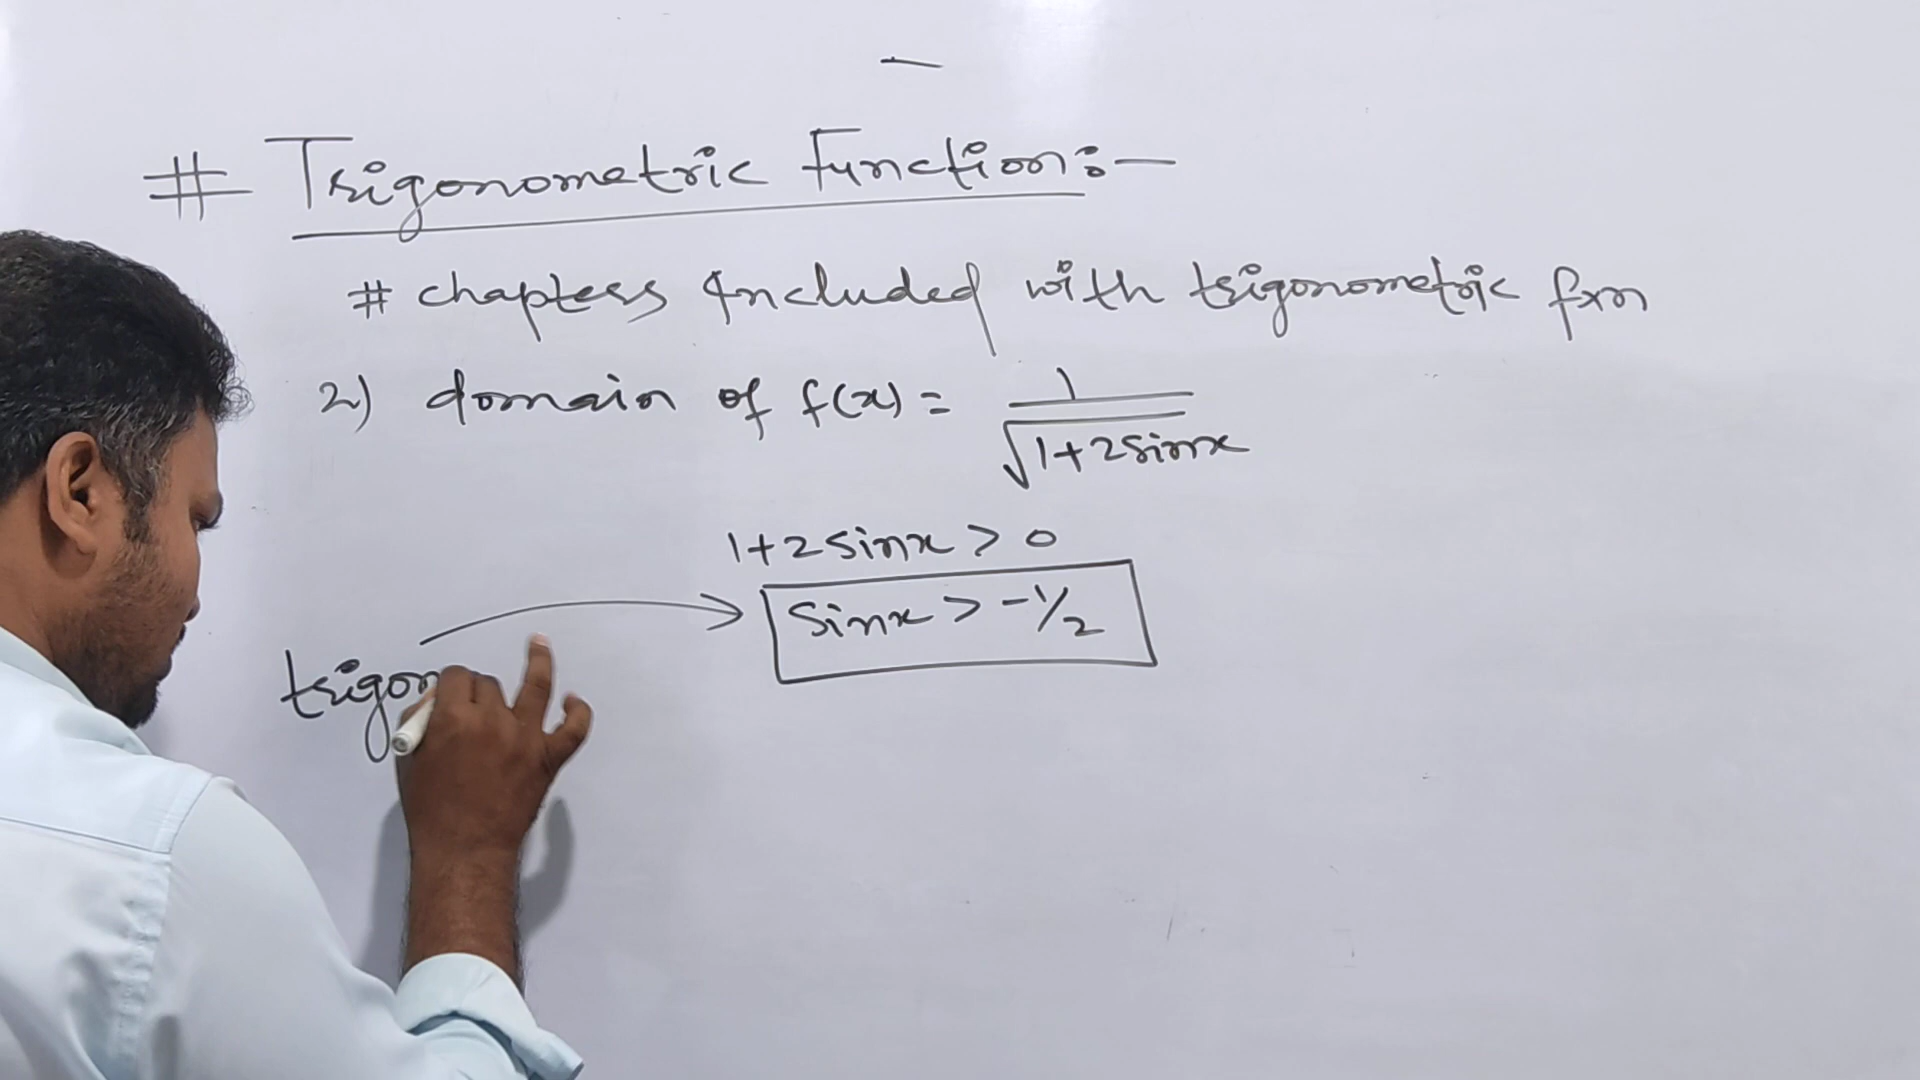 # Trigonometric Function:-
# chapters Included with trigonometric fxn
2) domain of f(x) = 1/√1+2sinx
1+2sinx > 0
sinx > -1/2
trigon